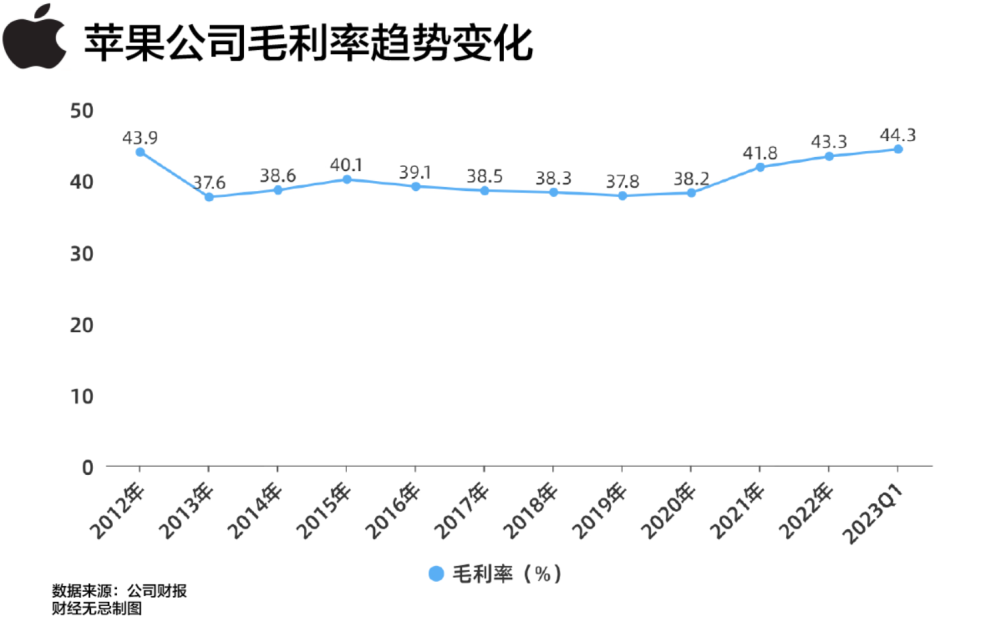 苹果公司毛利率趋势变化
50
40
30
20
10
0
43.9
37.6
38.6
40.1
39.1
38.5
38.3
37.8
38.2
41.8
43.3
44.3
2012年
2013年
2014年
2015年
2016年
2017年
2018年
2019年
2020年
2021年
2022年
2023Q1
毛利率（%）
数据来源：公司财报
财经无忌制图